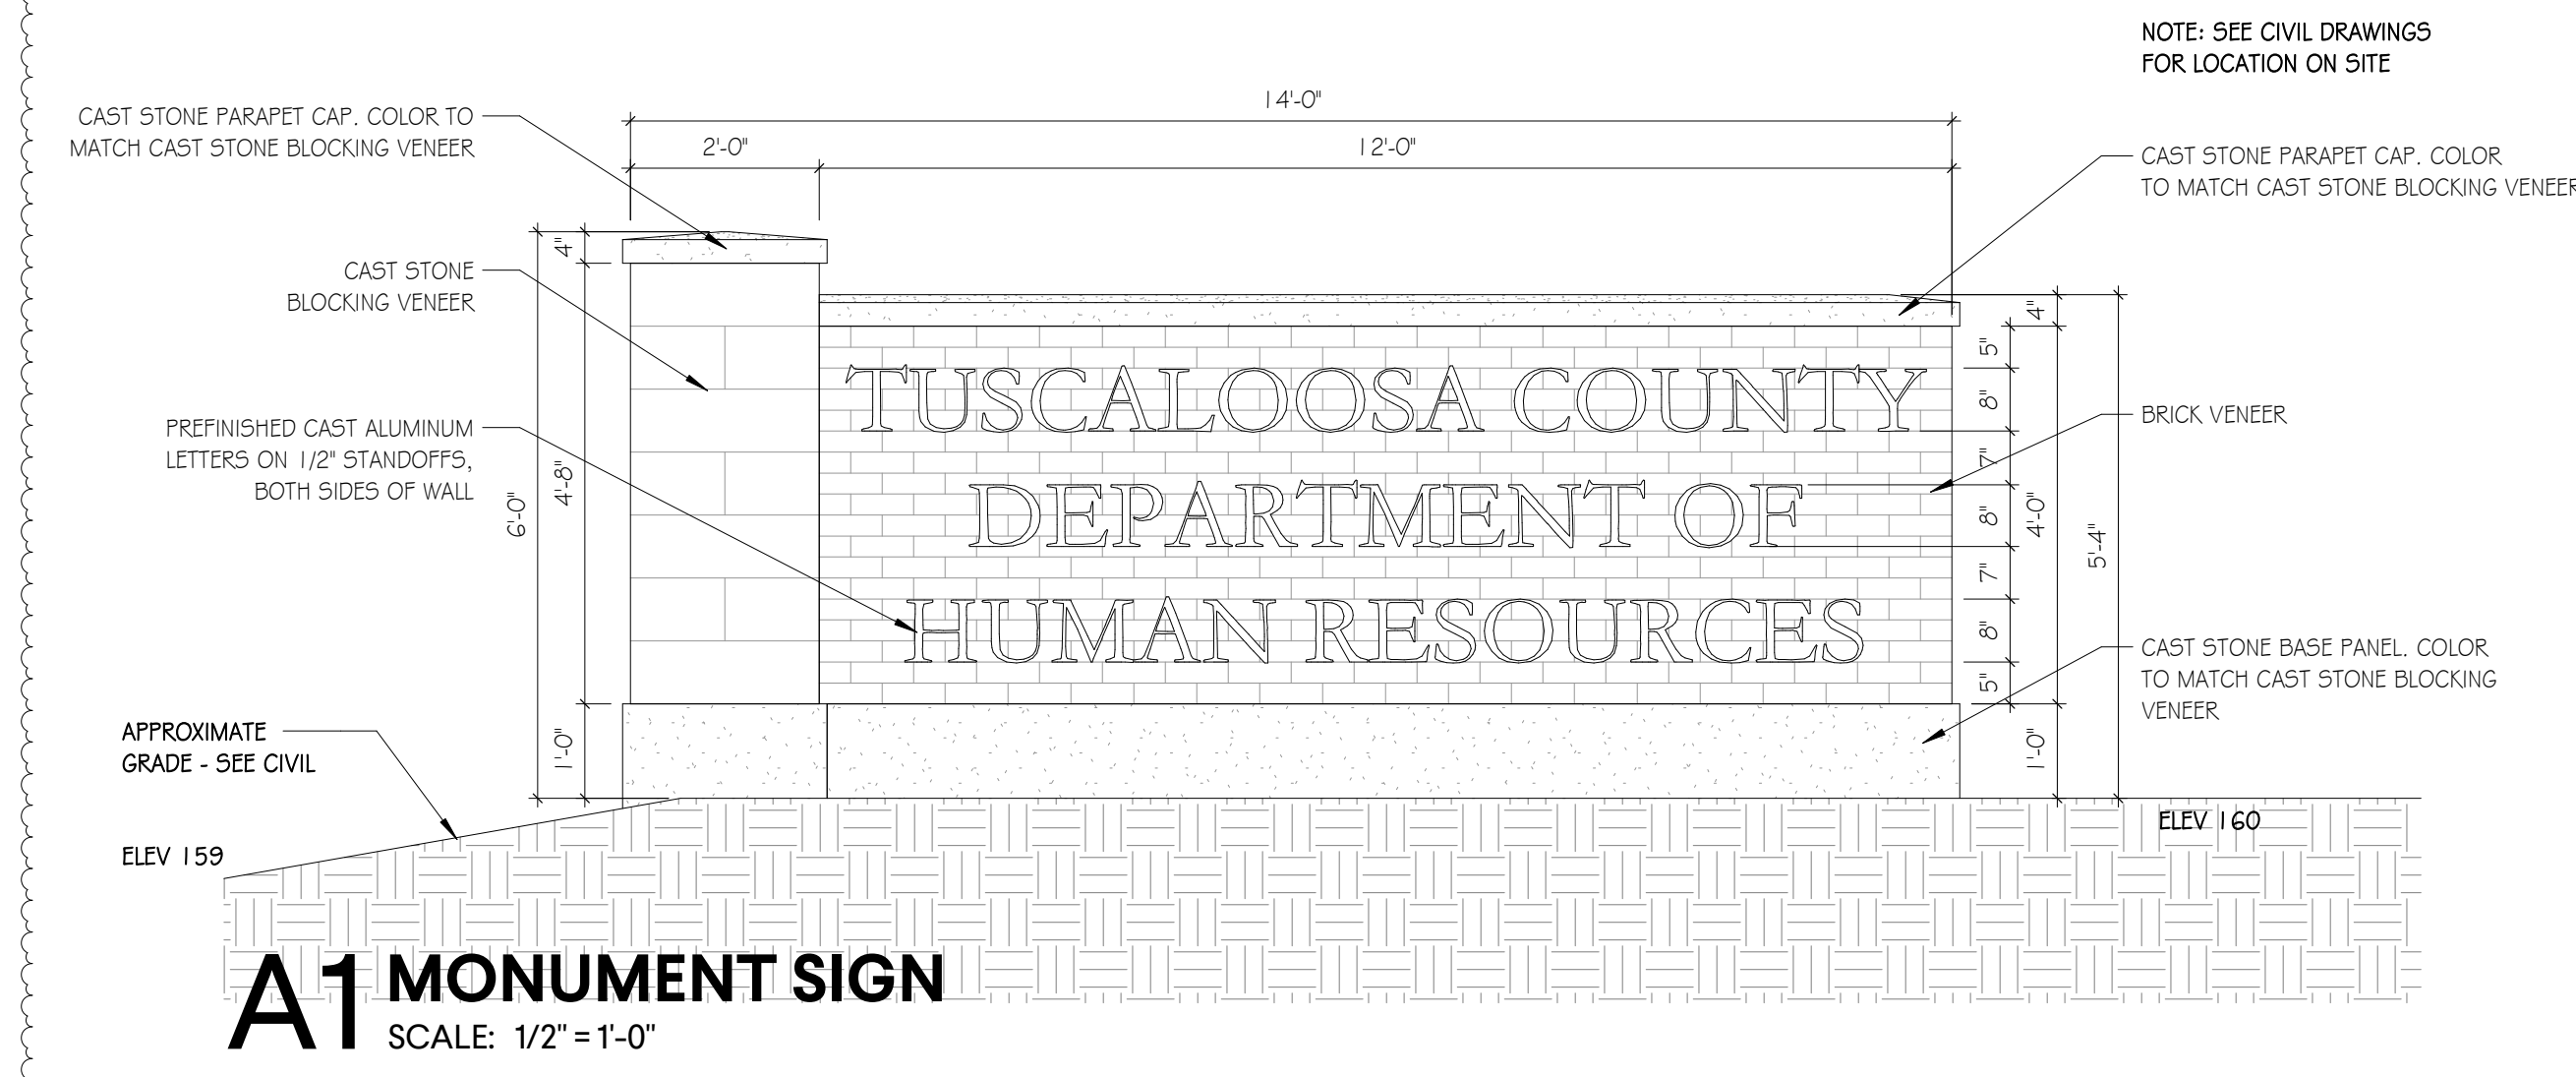 NOTE: SEE CIVIL DRAWINGS
FOR LOCATION ON SITE
14'-0"
2'-0"
12'-0"
CAST STONE PARAPET CAP. COLOR TO
MATCH CAST STONE BLOCKING VENEER
CAST STONE PARAPET CAP. COLOR
TO MATCH CAST STONE BLOCKING VENEER
CAST STONE
BLOCKING VENEER
PREFINISHED CAST ALUMINUM
LETTERS ON 1/2" STANDOFFS,
BOTH SIDES OF WALL
APPROXIMATE
GRADE - SEE CIVIL
ELEV 159
6'-0"
4"
4'-8"
1'-0"
TUSCALOOSA COUNTY
DEPARTMENT OF
HUMAN RESOURCES
5"
8"
7"
8"
7"
8"
5"
4"
4'-0"
1'-0"
5'-4"
BRICK VENEER
CAST STONE BASE PANEL. COLOR
TO MATCH CAST STONE BLOCKING
VENEER
ELEV 160
A1 MONUMENT SIGN
SCALE: 1/2" = 1'-0"